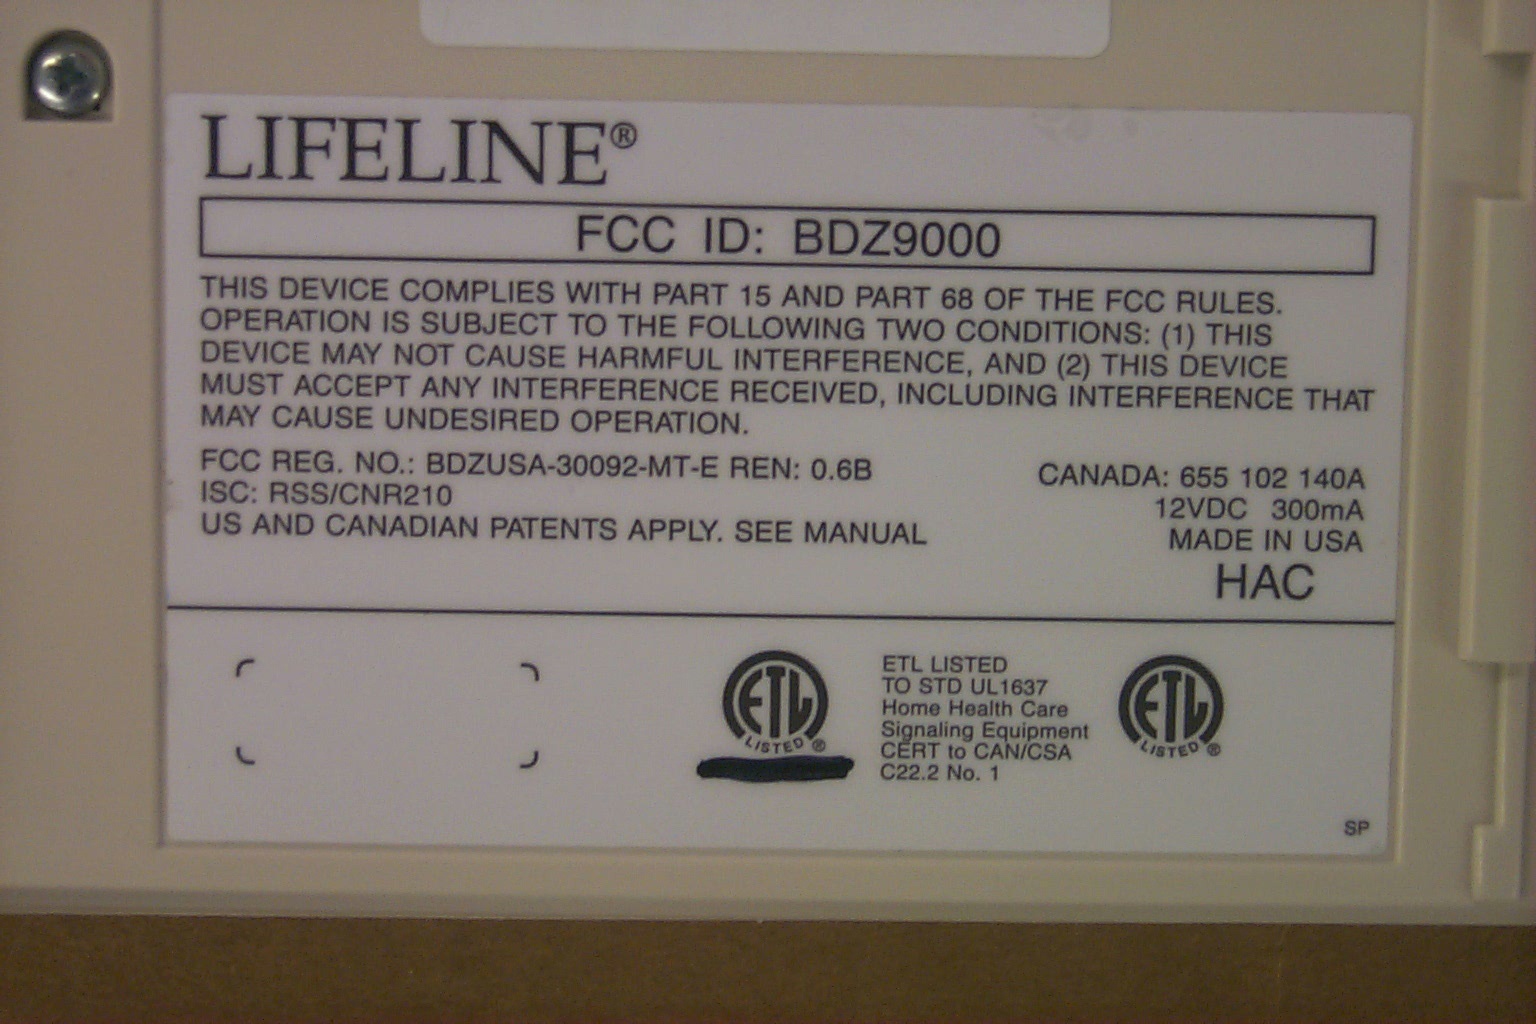 LIFELINE®
FCC ID: BDZ9000
THIS DEVICE COMPLIES WITH PART 15 AND PART 68 OF THE FCC RULES.
OPERATION IS SUBJECT TO THE FOLLOWING TWO CONDITIONS: (1) THIS
DEVICE MAY NOT CAUSE HARMFUL INTERFERENCE, AND (2) THIS DEVICE
MUST ACCEPT ANY INTERFERENCE RECEIVED, INCLUDING INTERFERENCE THAT
MAY CAUSE UNDESIRED OPERATION.
FCC REG. NO.: BDZUSA-30092-MT-E REN: 0.6B
ISC: RSS/CNR210
US AND CANADIAN PATENTS APPLY. SEE MANUAL
CANADA: 655 102 140A
12VDC 300mA
MADE IN USA
HAC
ETL
LISTED ®
ETL LISTED
TO STD UL1637
Home Health Care
Signaling Equipment
CERT to CAN/CSA
C22.2 No. 1
ETL
LISTED ®
SP